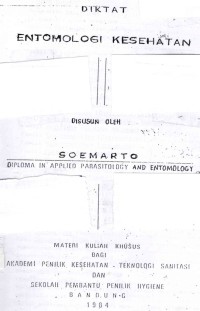 DIKTAT
ENTOMOLOGI KESEHATAN
DISUSUN OLEH
SOEMARTO
DIPLOMA IN APPLIED PARASITOLOGY AND ENTOMOLOGY
MATERI KULIAH KHUSUS
BAGI
AKADEMI PENILIK KESEHATAN - TEKNOLOGI SANITASI
DAN
SEKOLAH PEMBANTU PENILIK HYGIENE
BANDUNG
1984